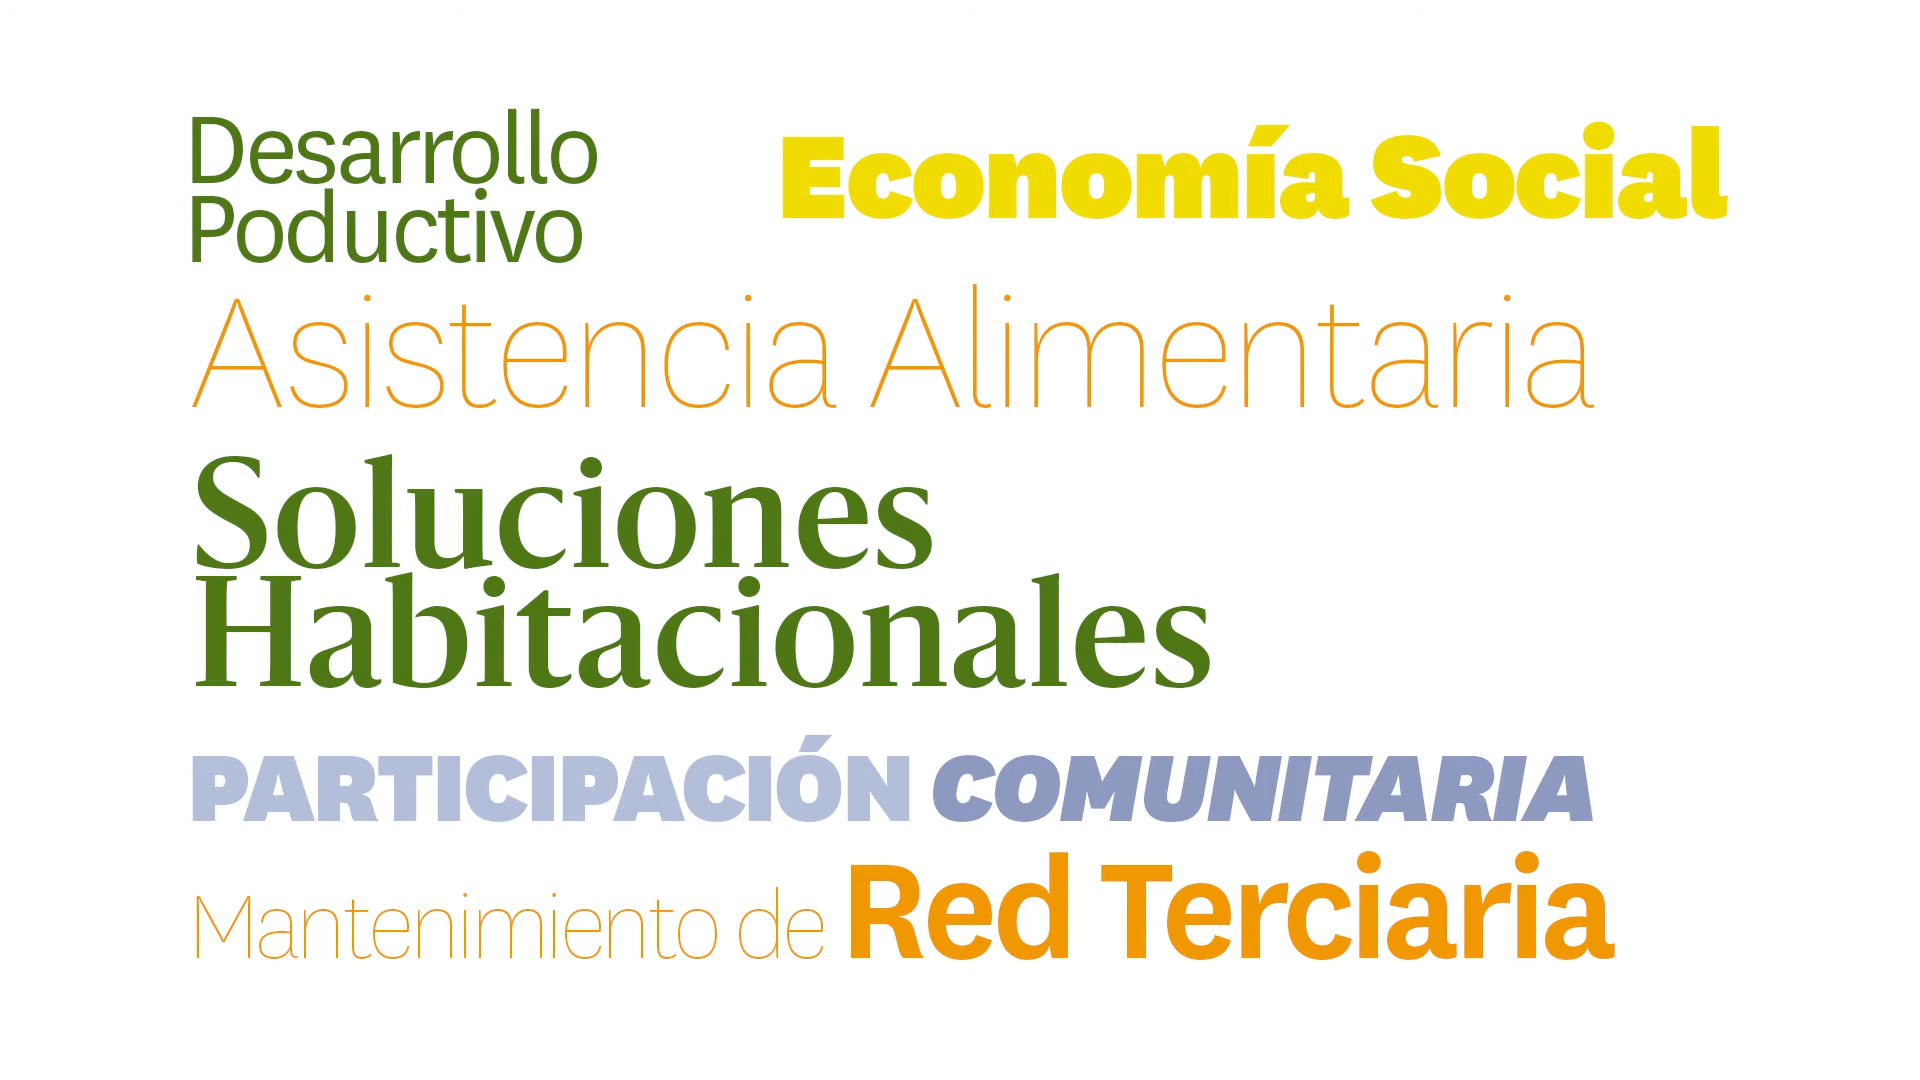 Desarrollo
Poductivo
Economía Social
Asistencia Alimentaria
Soluciones
Habitacionales
PARTICIPACIÓN COMUNITARIA
Mantenimiento de Red Terciaria